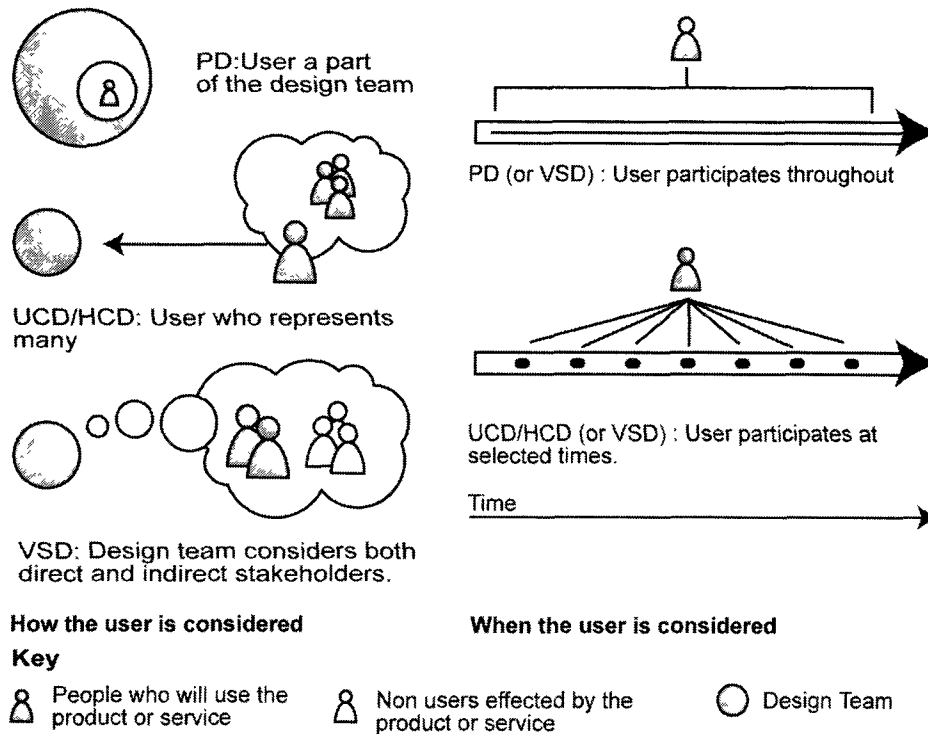 PD:User a part
of the design team
UCD/HCD: User who represents
many
VSD: Design team considers both
direct and indirect stakeholders.
How the user is considered
PD (or VSD) : User participates throughout
UCD/HCD (or VSD) : User participates at
selected times.
Time
When the user is considered
Key
People who will use the
product or service
Non users effected by the
product or service
Design Team